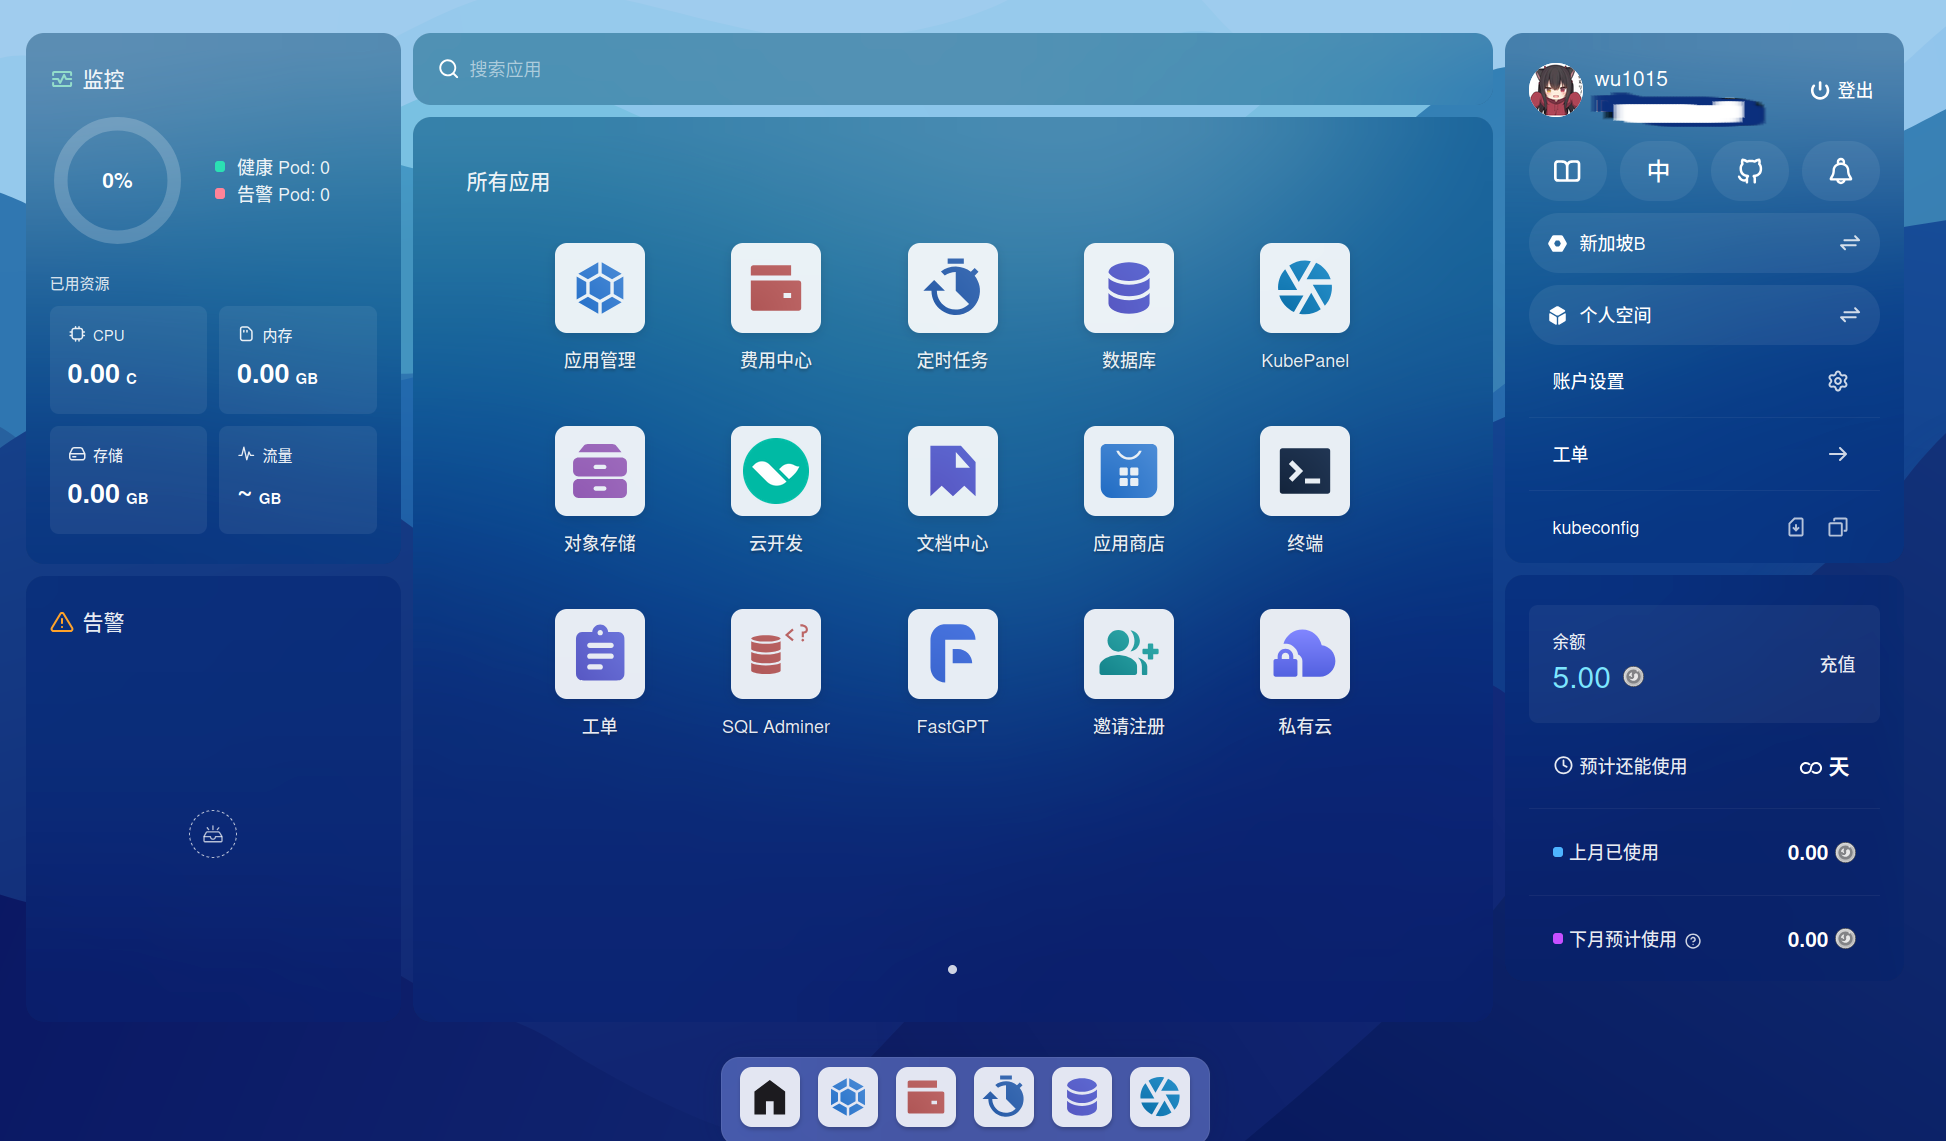 监控
0%
健康 Pod: 0
告警 Pod: 0
已用资源
CPU
0.00 C
内存
0.00 GB
存储
0.00 GB
流量
~ GB
告警
搜索应用
所有应用
应用管理
费用中心
定时任务
数据库
KubePanel
对象存储
云开发
文档中心
应用商店
终端
工单
SQL Adminer
FastGPT
邀请注册
私有云
wu1015
登出
中
新加坡B
个人空间
账户设置
工单
kubeconfig
余额
5.00
充值
预计还能使用
∞ 天
上月已使用
0.00
下月预计使用
0.00